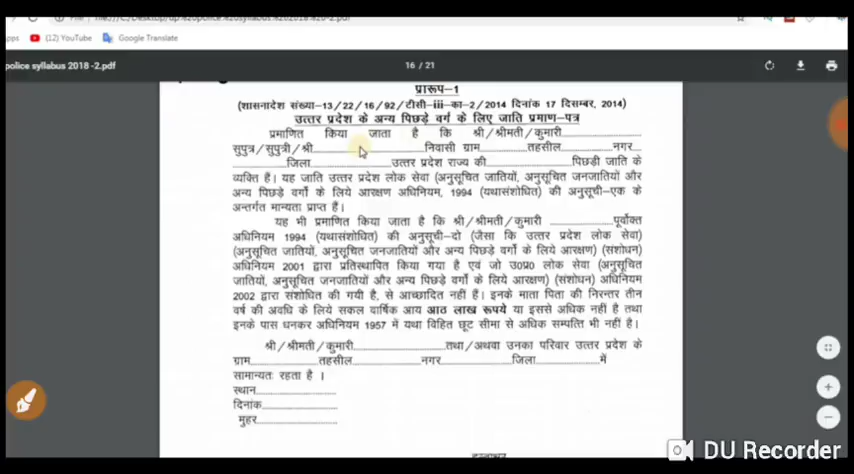 (12) YouTube Google Translate
police syllabus 2018 -2.pdf 16 / 21
प्रारूप-1
(शासनादेश संख्या-13/22/16/92/टीसी-iii-का-2/2014 दिनांक 17 दिसम्बर, 2014)
उत्तर प्रदेश के अन्य पिछड़े वर्ग के लिए जाति प्रमाण-पत्र
प्रमाणित किया जाता है कि श्री/श्रीमती/कुमारी
सुपुत्र/सुपुत्री/श्री निवासी ग्राम तहसील नगर
जिला उत्तर प्रदेश राज्य की पिछड़ी जाति के
व्यक्ति हैं। यह जाति उत्तर प्रदेश लोक सेवा (अनुसूचित जातियों, अनुसूचित जनजातियों और
अन्य पिछड़े वर्गों के लिये आरक्षण अधिनियम, 1994 (यथासंशोधित) की अनुसूची-एक के
अन्तर्गत मान्यता प्राप्त है।
यह भी प्रमाणित किया जाता है कि श्री/श्रीमती/कुमारी पूर्वोक्त
अधिनियम 1994 (यथासंशोधित) की अनुसूची-दो (जैसा कि उत्तर प्रदेश लोक सेवा)
(अनुसूचित जातियों, अनुसूचित जनजातियों और अन्य पिछड़े वर्गों के लिये आरक्षण) (संशोधन)
अधिनियम 2001 द्वारा प्रतिस्थापित किया गया है एवं जो उ0प्र0 लोक सेवा (अनुसूचित
जातियों, अनुसूचित जनजातियों और अन्य पिछड़े वर्गों के लिये आरक्षण) (संशोधन) अधिनियम
2002 द्वारा संशोधित की गयी है, से आच्छादित नहीं हैं। इनके माता पिता की निरन्तर तीन
वर्ष की अवधि के लिये सकल वार्षिक आय आठ लाख रूपये या इससे अधिक नहीं है तथा
इनके पास धनकर अधिनियम 1957 में यथा विहित छूट सीमा से अधिक सम्पत्ति भी नहीं है।
श्री/श्रीमती/कुमारी तथा/अथवा उनका परिवार उत्तर प्रदेश के
ग्राम तहसील नगर जिला में
सामान्यतः रहता है ।
स्थान
दिनांक
मुहर
DU Recorder